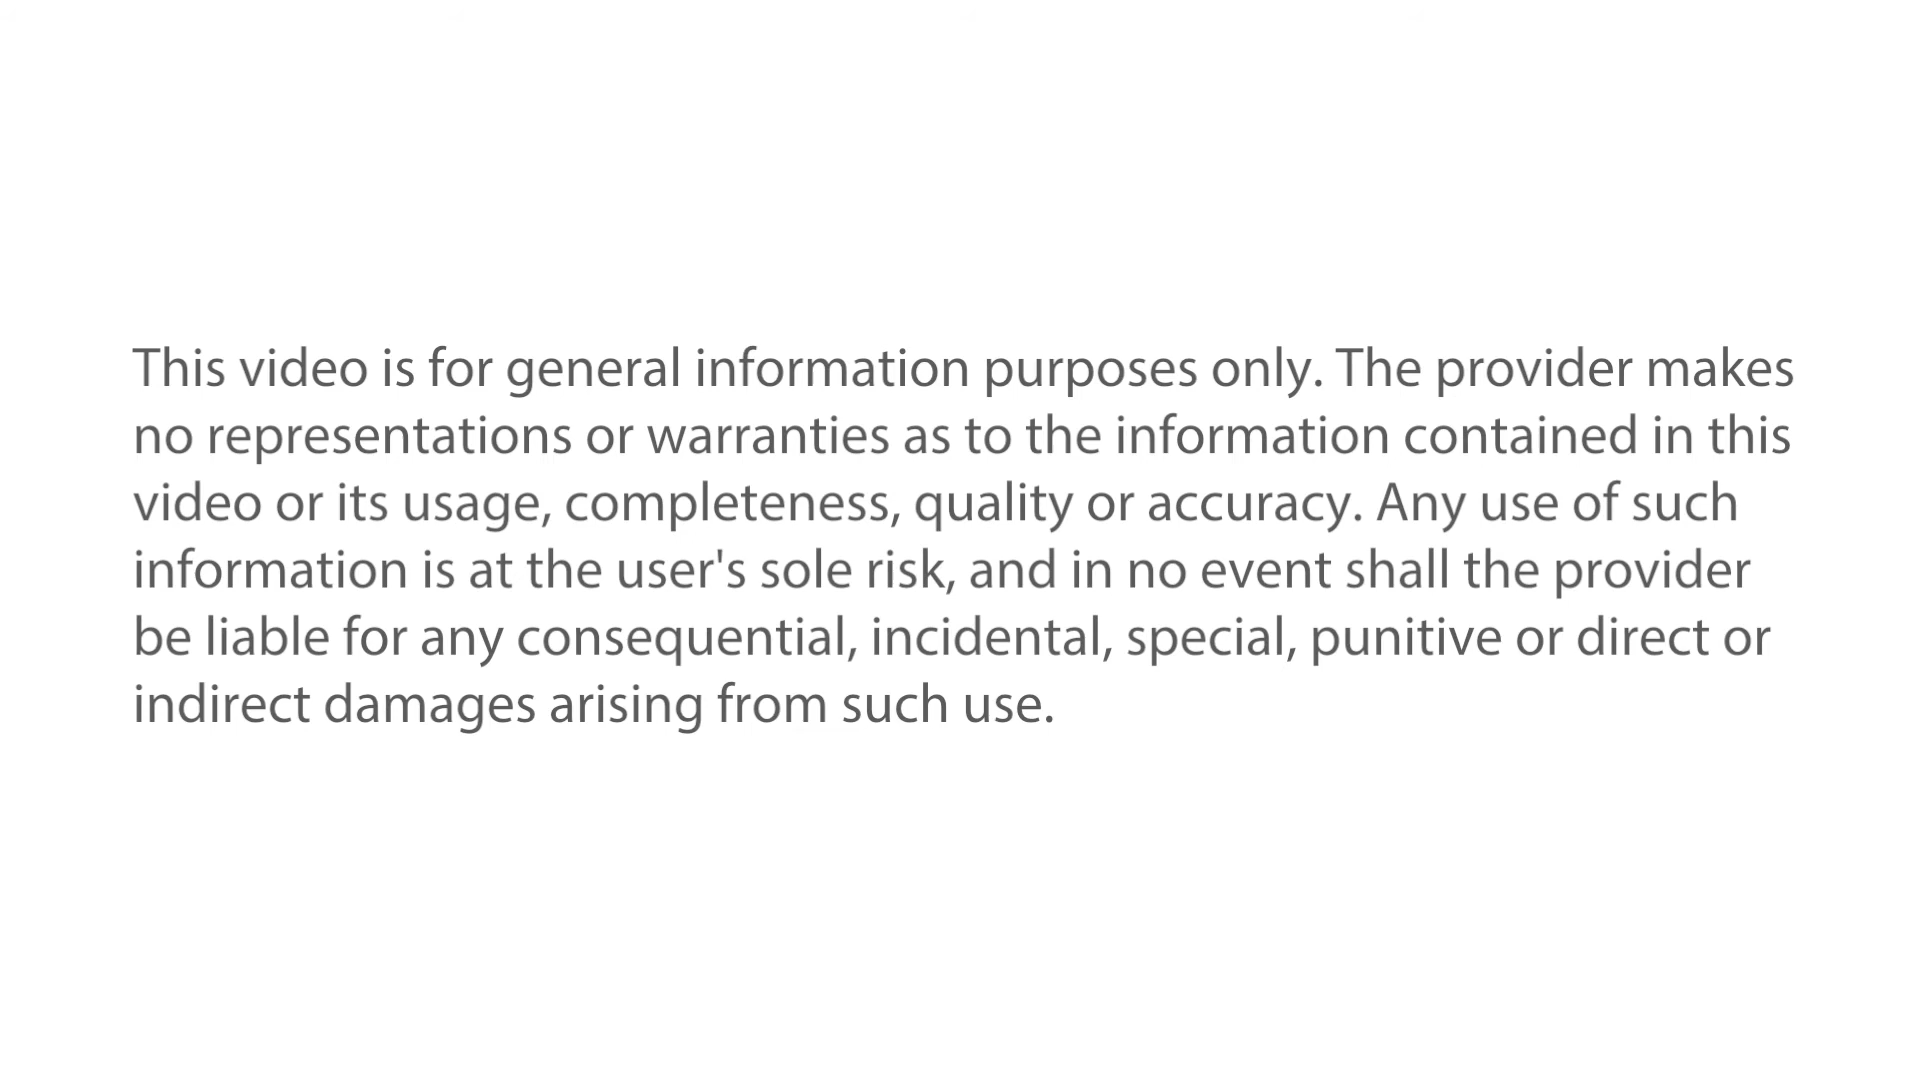 This video is for general information purposes only. The provider makes
no representations or warranties as to the information contained in this
video or its usage, completeness, quality or accuracy. Any use of such
information is at the user's sole risk, and in no event shall the provider
be liable for any consequential, incidental, special, punitive or direct or
indirect damages arising from such use.